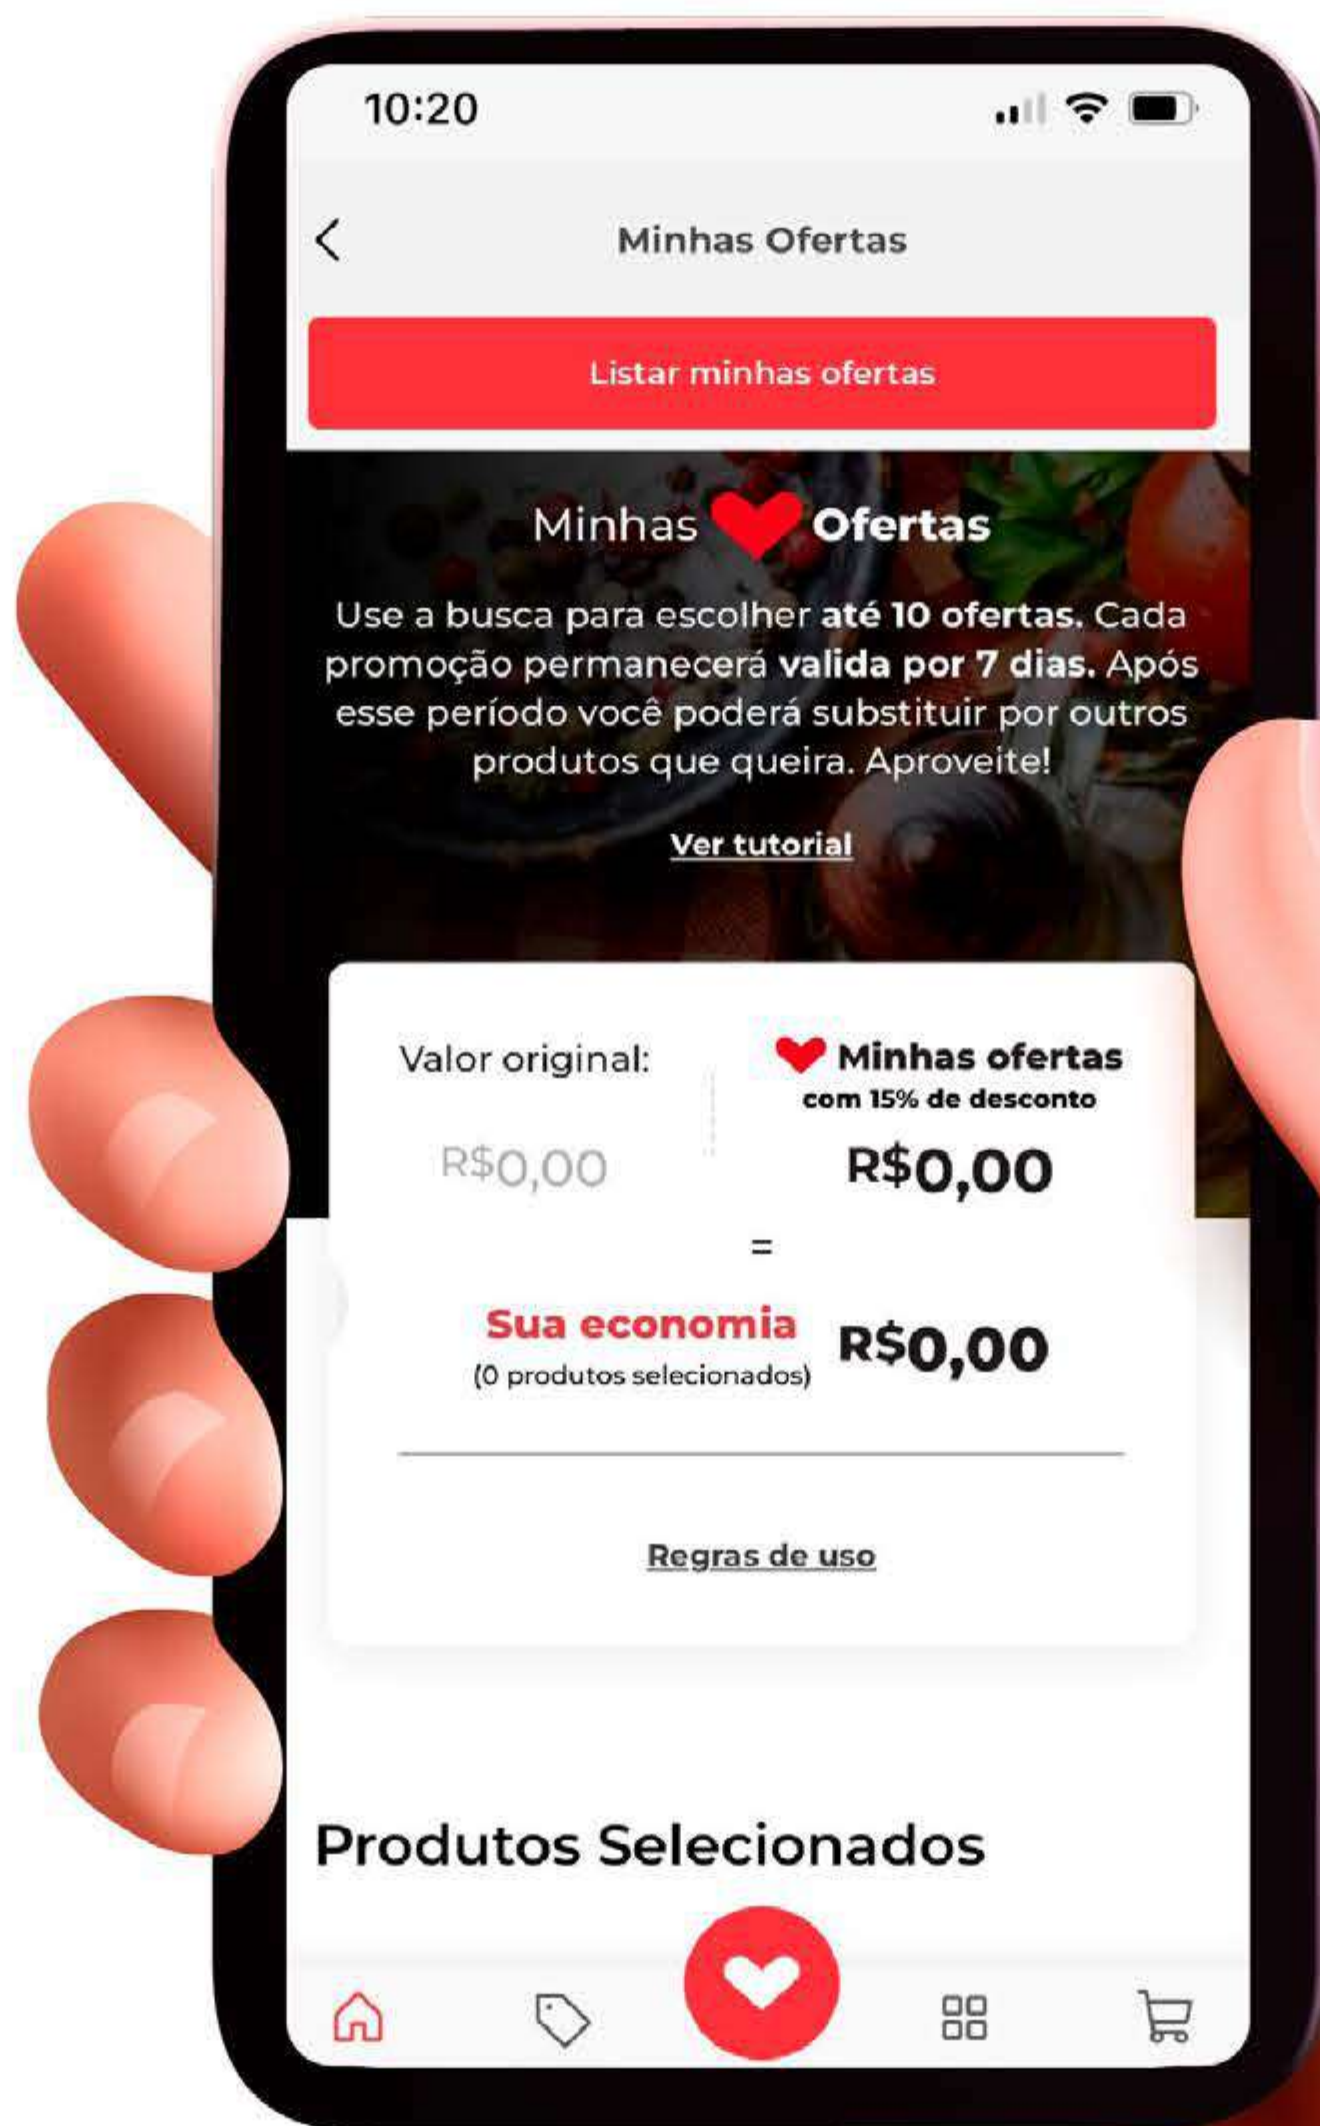 10:20
Minhas Ofertas
Listar minhas ofertas
Minhas Ofertas
Use a busca para escolher até 10 ofertas. Cada
promoção permanecerá valida por 7 dias. Após
esse período você poderá substituir por outros
produtos que queira. Aproveite!
Ver tutorial
Valor original:
R$0,00
Minhas ofertas
com 15% de desconto
R$0,00
=
Sua economia
(0 produtos selecionados)
R$0,00
Regras de uso
Produtos Selecionados